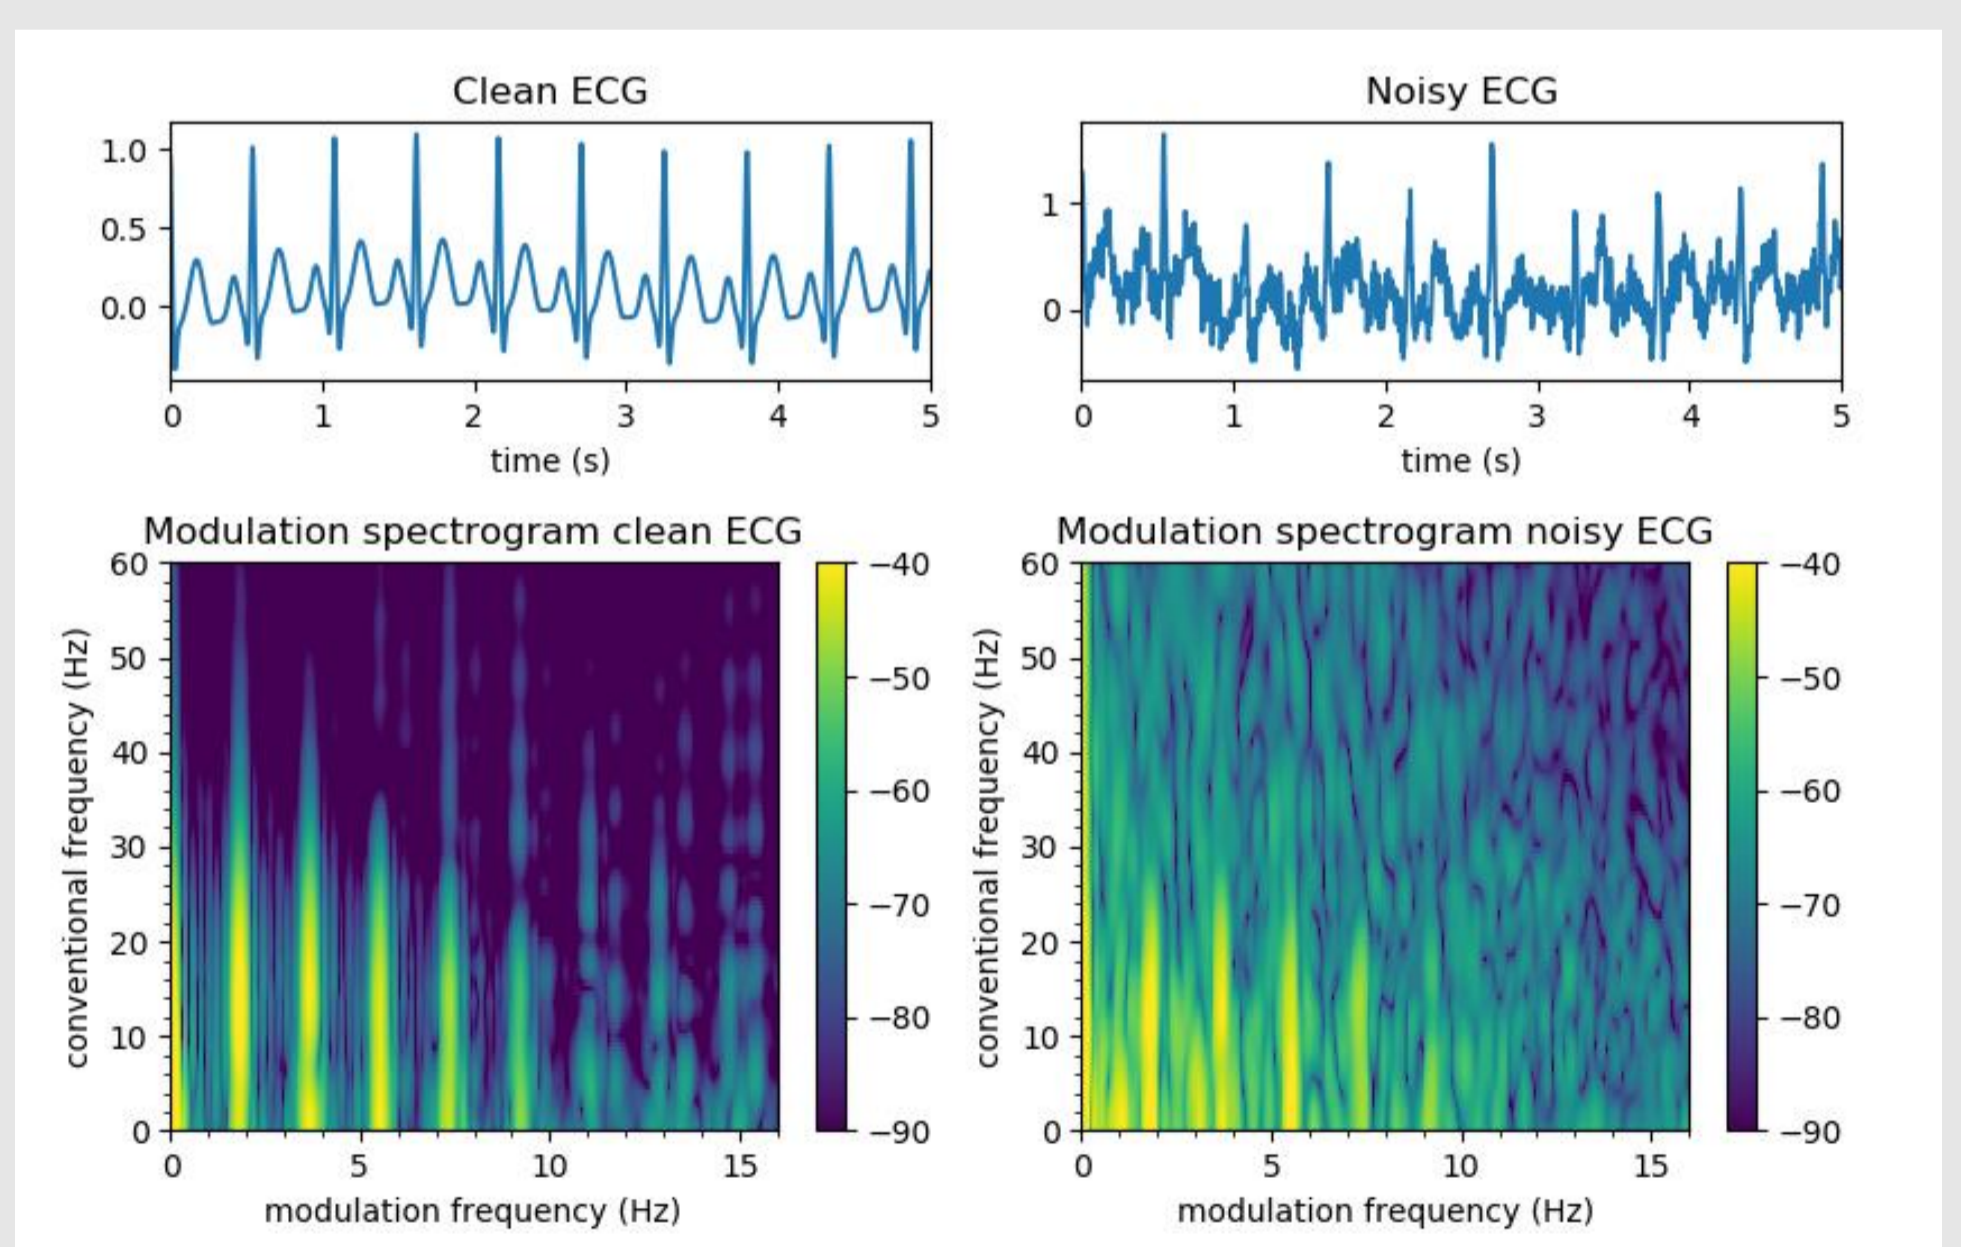 Clean ECG
1.0
0.5
0.0
0 1 2 3 4 5
time (s)
Noisy ECG
1
0
0 1 2 3 4 5
time (s)
Modulation spectrogram clean ECG
60
50
40
30
20
10
0
conventional frequency (Hz)
0 5 10 15
modulation frequency (Hz)
−40
−50
−60
−70
−80
−90
Modulation spectrogram noisy ECG
60
50
40
30
20
10
0
conventional frequency (Hz)
0 5 10 15
modulation frequency (Hz)
−40
−50
−60
−70
−80
−90